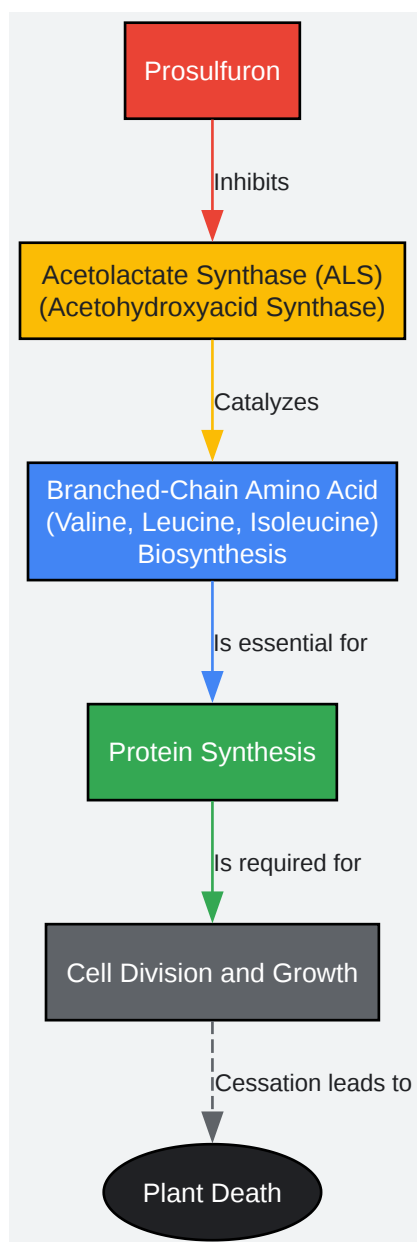 Prosulfuron
Inhibits
Acetolactate Synthase (ALS)
(Acetohydroxyacid Synthase)
Catalyzes
Branched-Chain Amino Acid
(Valine, Leucine, Isoleucine)
Biosynthesis
Is essential for
Protein Synthesis
Is required for
Cell Division and Growth
Cessation leads to
Plant Death